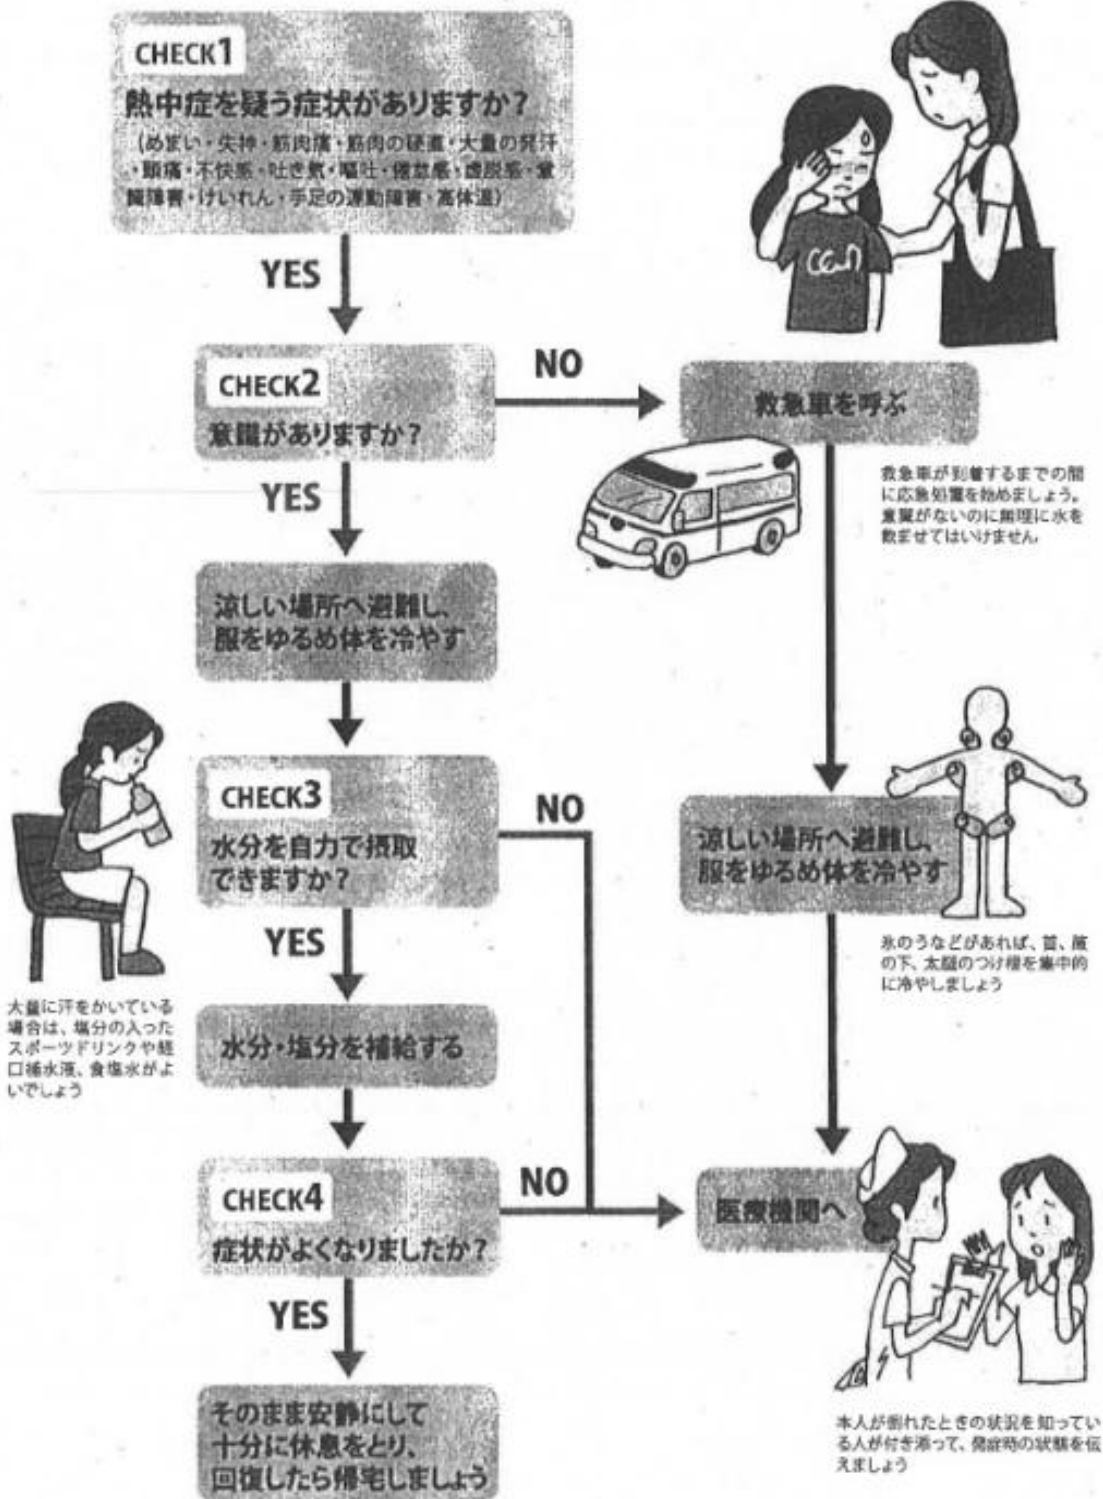 CHECK1
熱中症を疑う症状がありますか?
(めまい・失神・筋肉痛・筋肉の硬直・大量の発汗
・頭痛・不快感・吐き気・嘔吐・倦怠感・虚脱感・意
識障害・けいれん・手足の運動障害・高体温)
YES
CHECK2
意識がありますか?
NO
救急車を呼ぶ
救急車が到着するまでの間
に応急処置を始めましょう。
意識がないのに無理に水を
飲ませてはいけません
YES
涼しい場所へ避難し、
服をゆるめ体を冷やす
CHECK3
水分を自力で摂取
できますか?
NO
涼しい場所へ避難し、
服をゆるめ体を冷やす
氷のうなどがあれば、首、腋
の下、太腿のつけ根を集中的
に冷やしましょう
YES
大量に汗をかいている
場合は、塩分の入った
スポーツドリンクや経
口補水液、食塩水がよ
いでしょう
水分・塩分を補給する
CHECK4
症状がよくなりましたか?
NO
医療機関へ
YES
そのまま安静にして
十分に休息をとり、
回復したら帰宅しましょう
本人が倒れたときの状況を知ってい
る人が付き添って、発症時の状態を伝
えましょう